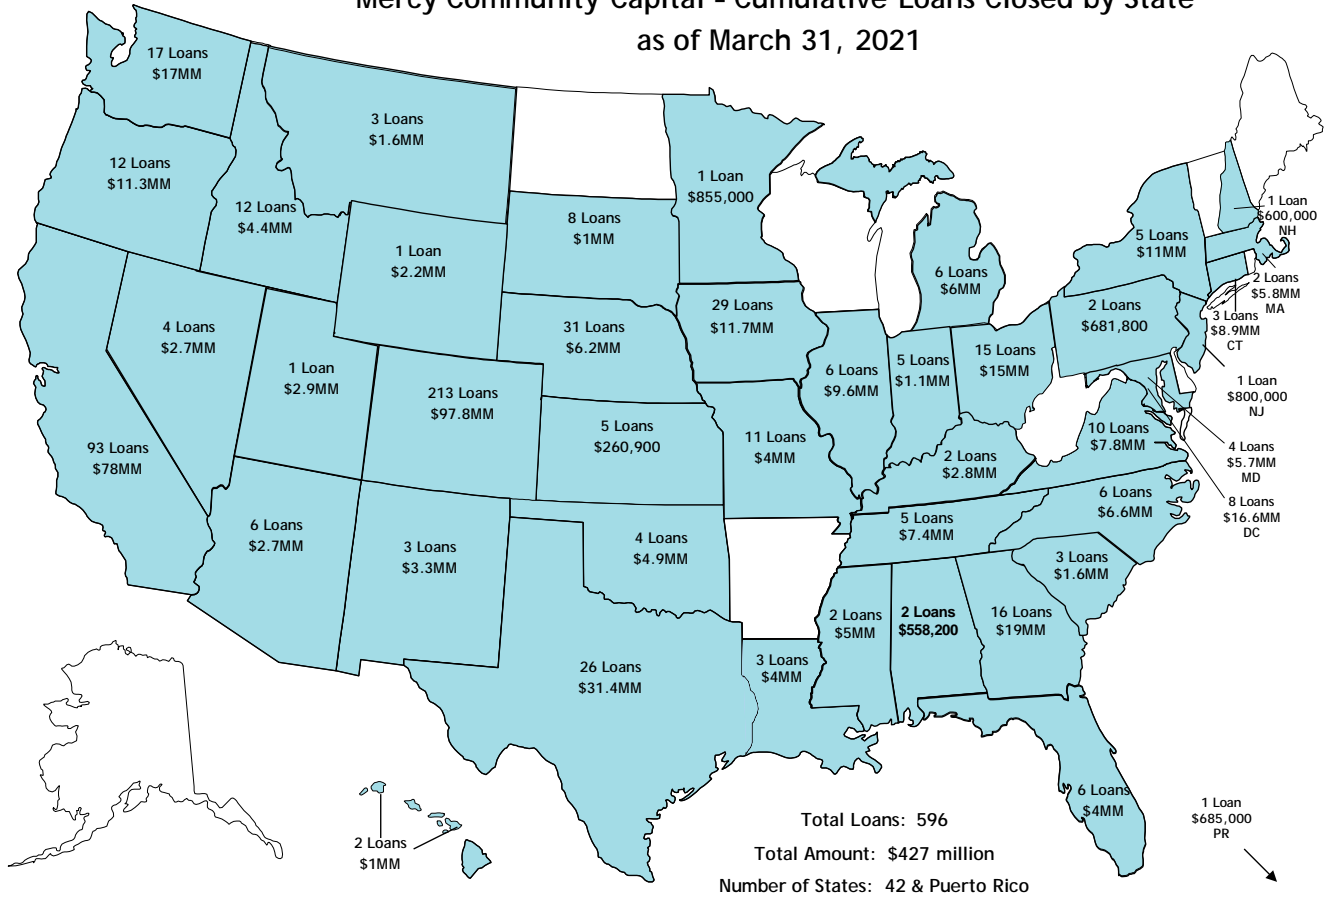 Mercy Community Capital - Cumulative Loans Closed by State
as of March 31, 2021
17 Loans
$17MM
3 Loans
$1.6MM
12 Loans
$11.3MM
12 Loans
$4.4MM
1 Loan
$855,000
8 Loans
$1MM
1 Loan
$2.2MM
1 Loan
$600,000
NH
5 Loans
$11MM
6 Loans
$6MM
2 Loans
$5.8MM
MA
3 Loans
$8.9MM
CT
29 Loans
$11.7MM
2 Loans
$681,800
4 Loans
$2.7MM
31 Loans
$6.2MM
1 Loan
$2.9MM
213 Loans
$97.8MM
6 Loans
$9.6MM
5 Loans
$1.1MM
15 Loans
$15MM
1 Loan
$800,000
NJ
93 Loans
$78MM
5 Loans
$260,900
11 Loans
$4MM
2 Loans
$2.8MM
10 Loans
$7.8MM
4 Loans
$5.7MM
MD
8 Loans
$16.6MM
DC
6 Loans
$2.7MM
3 Loans
$3.3MM
4 Loans
$4.9MM
5 Loans
$7.4MM
6 Loans
$6.6MM
3 Loans
$1.6MM
2 Loans
$5MM
2 Loans
$558,200
16 Loans
$19MM
26 Loans
$31.4MM
3 Loans
$4MM
6 Loans
$4MM
1 Loan
$685,000
PR
2 Loans
$1MM
Total Loans: 596
Total Amount: $427 million
Number of States: 42 & Puerto Rico